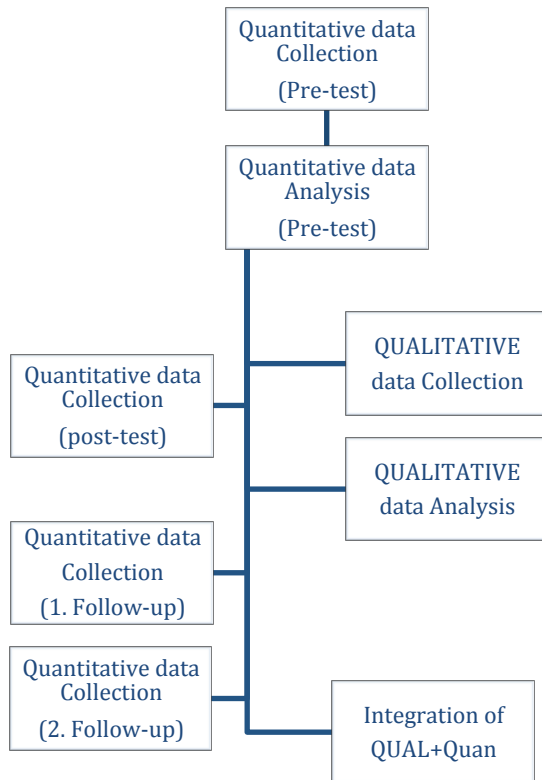 Quantitative data
Collection
(Pre-test)
Quantitative data
Analysis
(Pre-test)
QUALITATIVE
data Collection
Quantitative data
Collection
(post-test)
QUALITATIVE
data Analysis
Quantitative data
Collection
(1. Follow-up)
Quantitative data
Collection
(2. Follow-up)
Integration of
QUAL+Quan